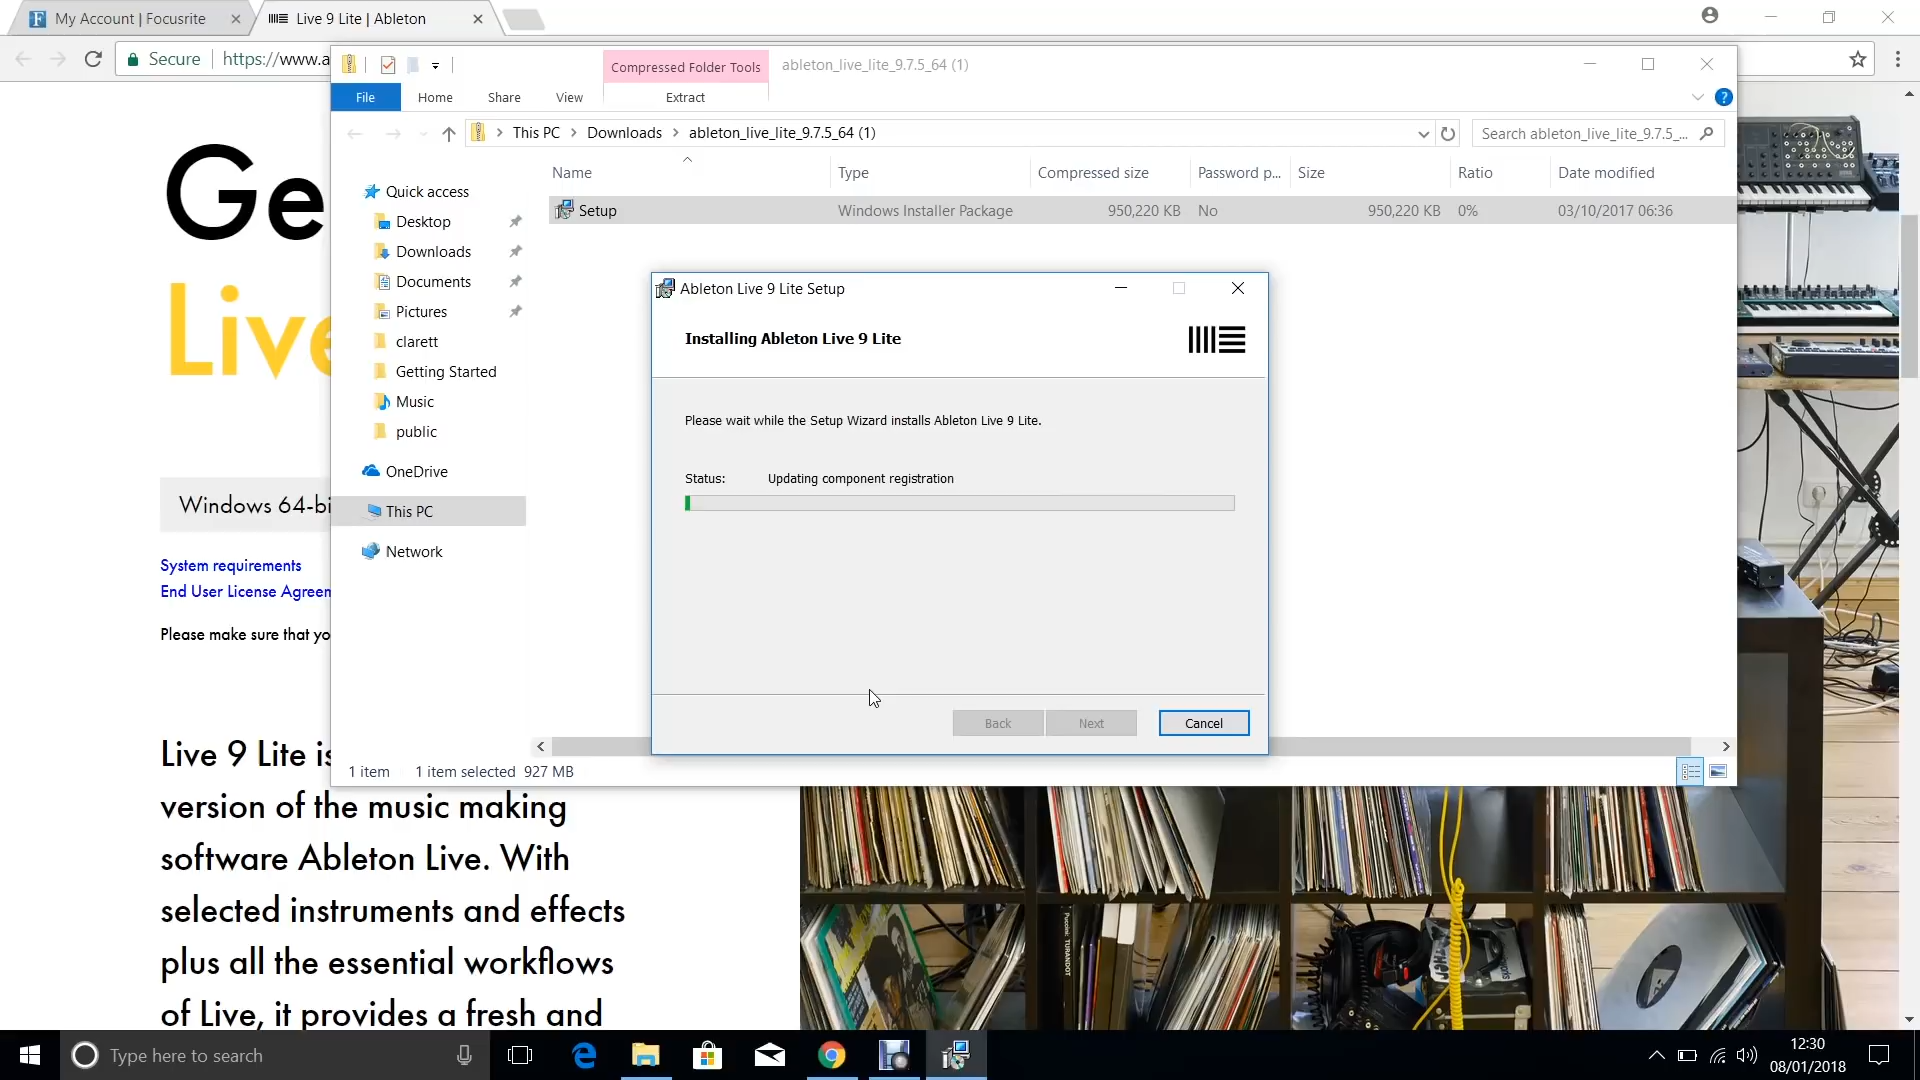 My Account | Focusrite
Live 9 Lite | Ableton
Secure
https://www.a
Compressed Folder Tools
ableton_live_lite_9.7.5_64 (1)
File
Home
Share
View
Extract
This PC
Downloads
ableton_live_lite_9.7.5_64 (1)
Search ableton_live_lite_9.7.5_...
Name
Type
Compressed size
Password p...
Size
Ratio
Date modified
Setup
Windows Installer Package
950,220 KB
No
950,220 KB
0%
03/10/2017 06:36
Quick access
Desktop
Downloads
Documents
Pictures
clarett
Getting Started
Music
public
OneDrive
This PC
Network
1 item
1 item selected 927 MB
Ableton Live 9 Lite Setup
Installing Ableton Live 9 Lite
Please wait while the Setup Wizard installs Ableton Live 9 Lite.
Status:
Updating component registration
Back
Next
Cancel
Ge
Live
Windows 64-bi
System requirements
End User License Agreem
Please make sure that yo
Live 9 Lite is
version of the music making
software Ableton Live. With
selected instruments and effects
plus all the essential workflows
of Live, it provides a fresh and
Puccini: TURANDOT
Type here to search
12:30
08/01/2018